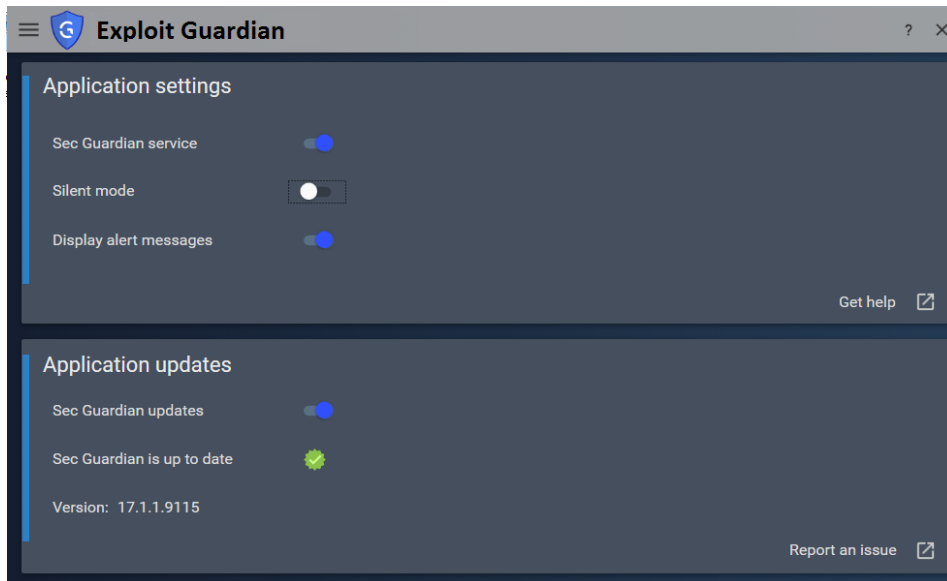 G Exploit Guardian ?
Application settings
Sec Guardian service
Silent mode
Display alert messages
Get help
Application updates
Sec Guardian updates
Sec Guardian is up to date
Version: 17.1.1.9115
Report an issue